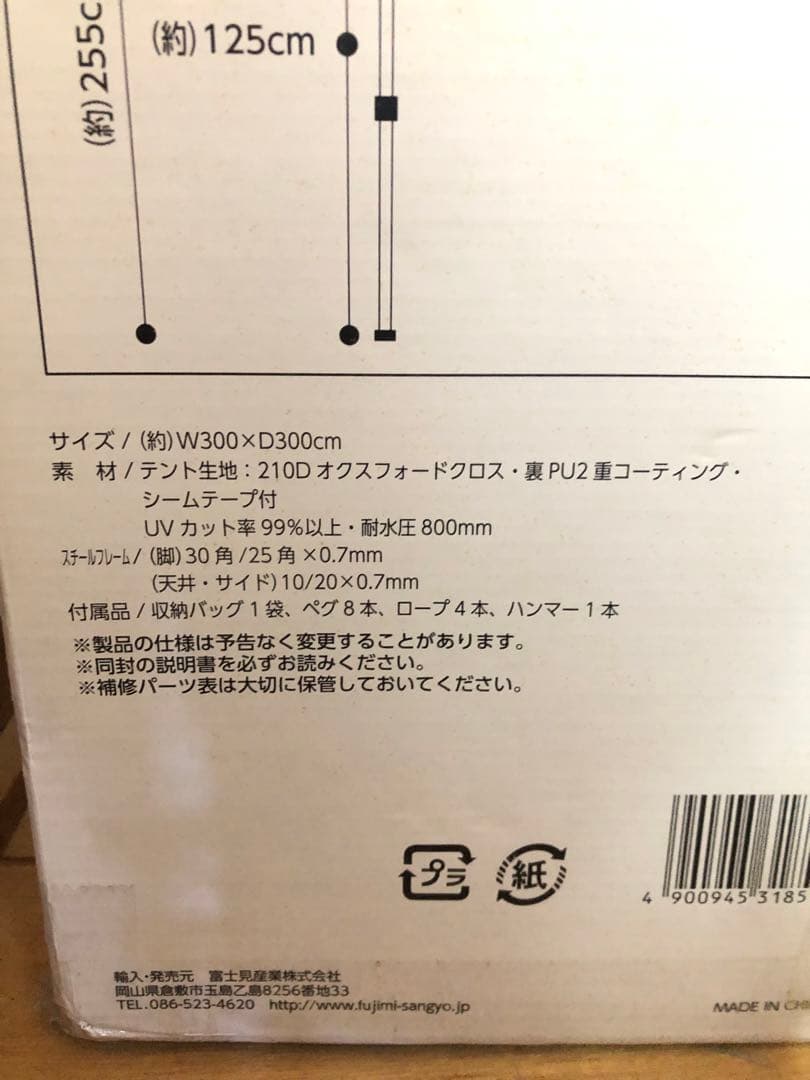 (約)255c
(約)125cm
サイズ / (約)W300×D300cm
素 材 / テント生地：210D オクスフォードクロス・裏PU2重コーティング・
シームテープ付
UV カット率 99%以上・耐水圧 800mm
ｽﾁｰﾙﾌﾚｰﾑ / (脚) 30 角 /25 角 ×0.7mm
(天井・サイド) 10/20×0.7mm
付属品 / 収納バッグ 1 袋、ペグ 8 本、ロープ 4 本、ハンマー 1 本
※製品の仕様は予告なく変更することがあります。
※同封の説明書を必ずお読みください。
※補修パーツ表は大切に保管しておいてください。
プラ
紙
4 900945 3185
輸入・発売元 富士見産業株式会社
岡山県倉敷市玉島乙島8256番地33
TEL.086-523-4620 http://www.fujimi-sangyo.jp
MADE IN CHI